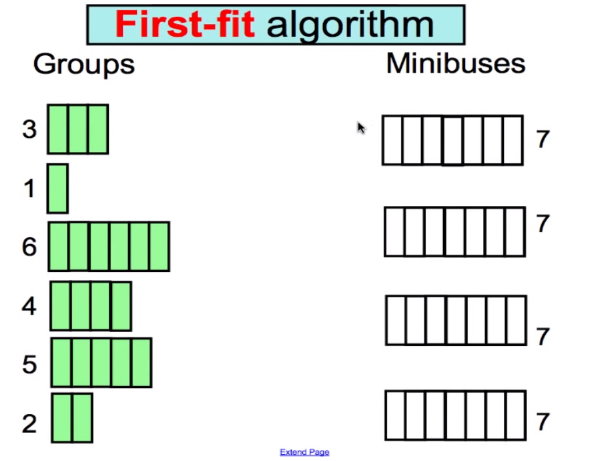 First-fit algorithm
Groups Minibuses
3 7
1
6 7
4 7
5
2 7
Extend Page